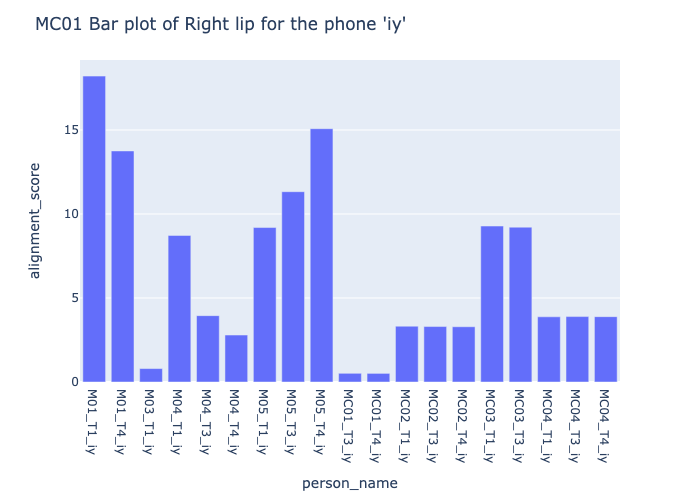 MC01 Bar plot of Right lip for the phone 'iy'
alignment_score
15
10
5
0
M01_T1_iy
M01_T4_iy
M03_T1_iy
M04_T1_iy
M04_T3_iy
M04_T4_iy
M05_T1_iy
M05_T3_iy
M05_T4_iy
MC01_T3_iy
MC01_T4_iy
MC02_T1_iy
MC02_T3_iy
MC02_T4_iy
MC03_T1_iy
MC03_T3_iy
MC04_T1_iy
MC04_T3_iy
MC04_T4_iy
person_name